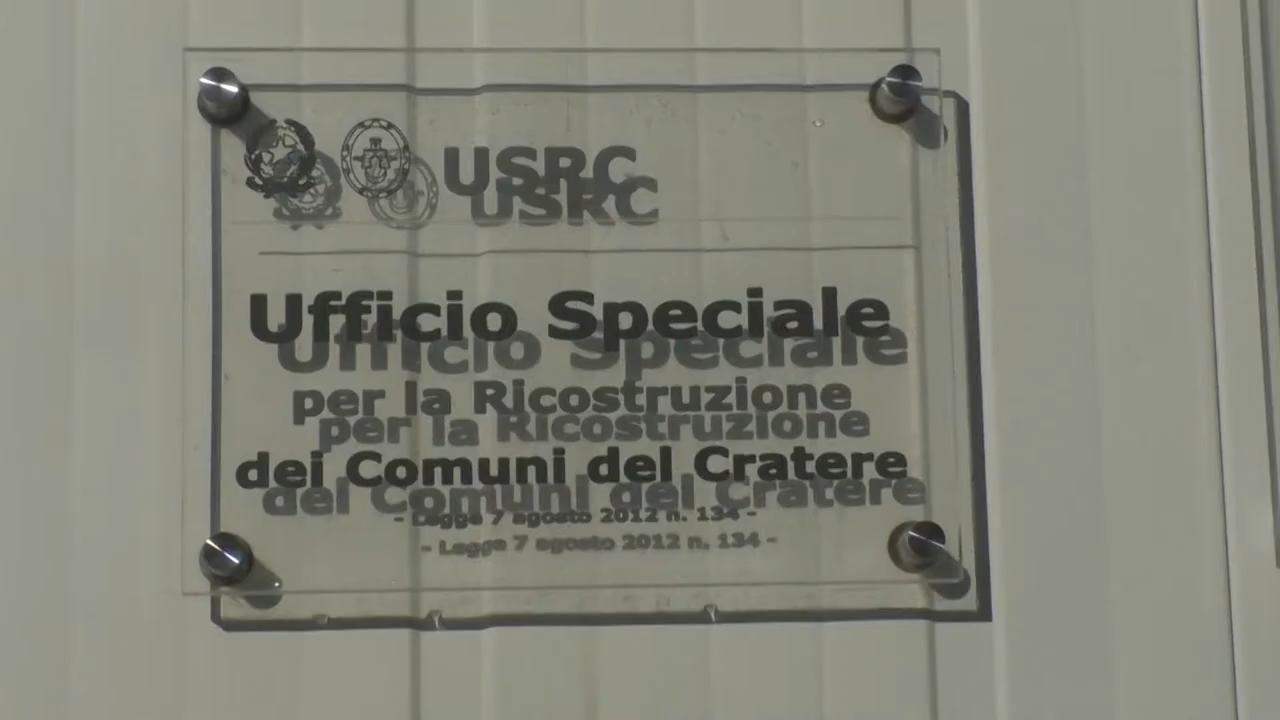 USRC
Ufficio Speciale
per la Ricostruzione
dei Comuni del Cratere
- Legge 7 agosto 2012 n. 134 -